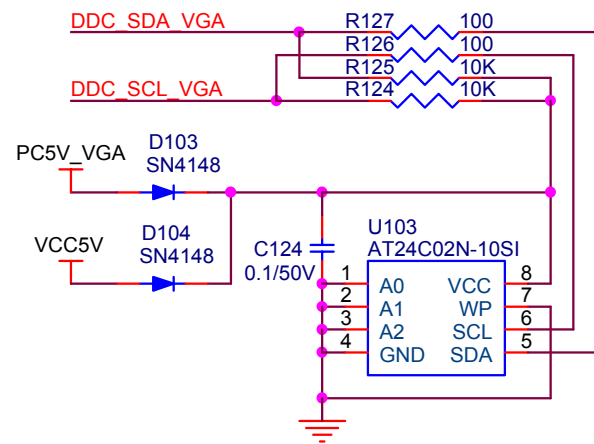 DDC_SDA_VGA R127 100
R126 100
R125 10K
DDC_SCL_VGA R124 10K
D103
PC5V_VGA SN4148
U103
D104
VCC5V SN4148
C124 AT24C02N-10SI
0.1/50V
1 A0 VCC 8
2 A1 WP 7
3 A2 SCL 6
4 GND SDA 5